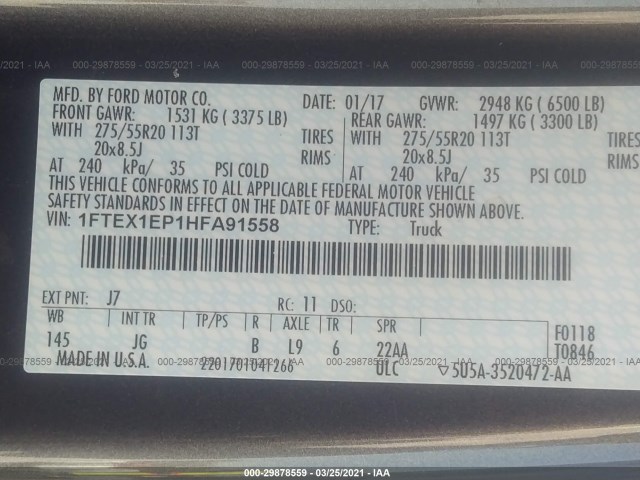 000-29878559 — 03/25/2021 — IAA
MFD. BY FORD MOTOR CO. DATE: 01/17 GVWR: 2948 KG ( 6500 LB)
FRONT GAWR: 1531 KG ( 3375 LB) REAR GAWR: 1497 KG ( 3300 LB)
WITH 275/55R20 113T TIRES WITH 275/55R20 113T TIRES
20x8.5J RIMS 20x8.5J RIMS
AT 240 kPa/ 35 PSI COLD AT 240 kPa/ 35 PSI COLD
THIS VEHICLE CONFORMS TO ALL APPLICABLE FEDERAL MOTOR VEHICLE
SAFETY STANDARDS IN EFFECT ON THE DATE OF MANUFACTURE SHOWN ABOVE.
VIN: 1FTEX1EP1HFA91558 TYPE: Truck
EXT PNT: J7 RC: 11 DSO:
WB INT TR TP/PS R AXLE TR SPR F0118
145 JG B L9 6 22AA T0846
000-29878559 — 03/25/2021 — IAA
MADE IN U.S.A. ULC ▽5U5A-3520472-AA
000-29878559 — 03/25/2021 — IAA